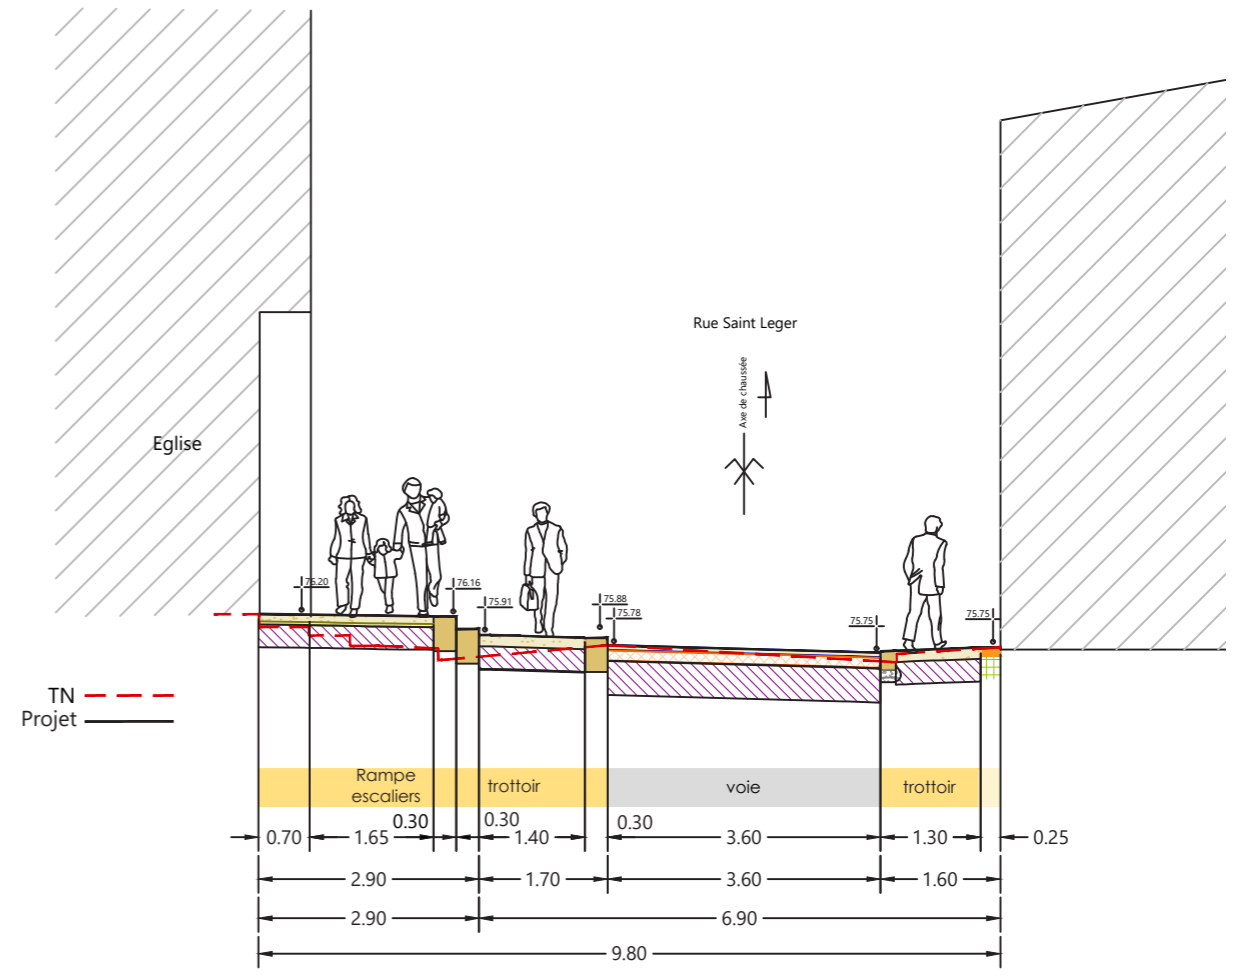 Rue Saint Leger
Axe de chaussée
Eglise
76.20
76.16
75.91
75.88
75.78
75.75
75.75
TN
Projet
Rampe
escaliers
trottoir
voie
trottoir
0.70
1.65
0.30
0.30
1.40
0.30
3.60
1.30
0.25
2.90
1.70
3.60
1.60
2.90
6.90
9.80